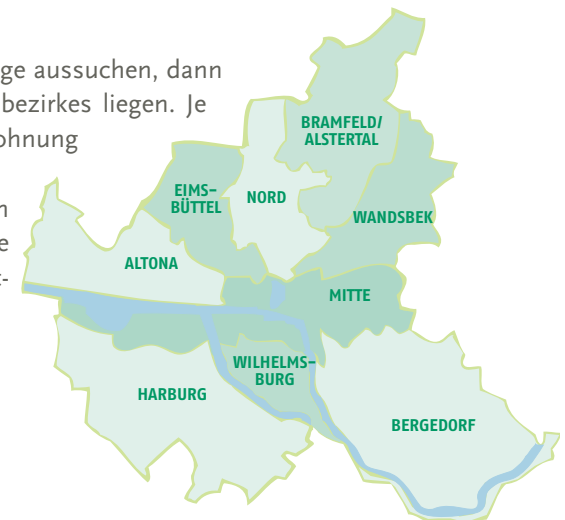 ge aussuchen, dann
bezirkes liegen. Je
ohnung
n
e
t-
BRAMFELD/
ALSTERTAL
EIMS-
BÜTTEL
NORD
WANDSBEK
ALTONA
MITTE
WILHELMS-
BURG
HARBURG
BERGEDORF